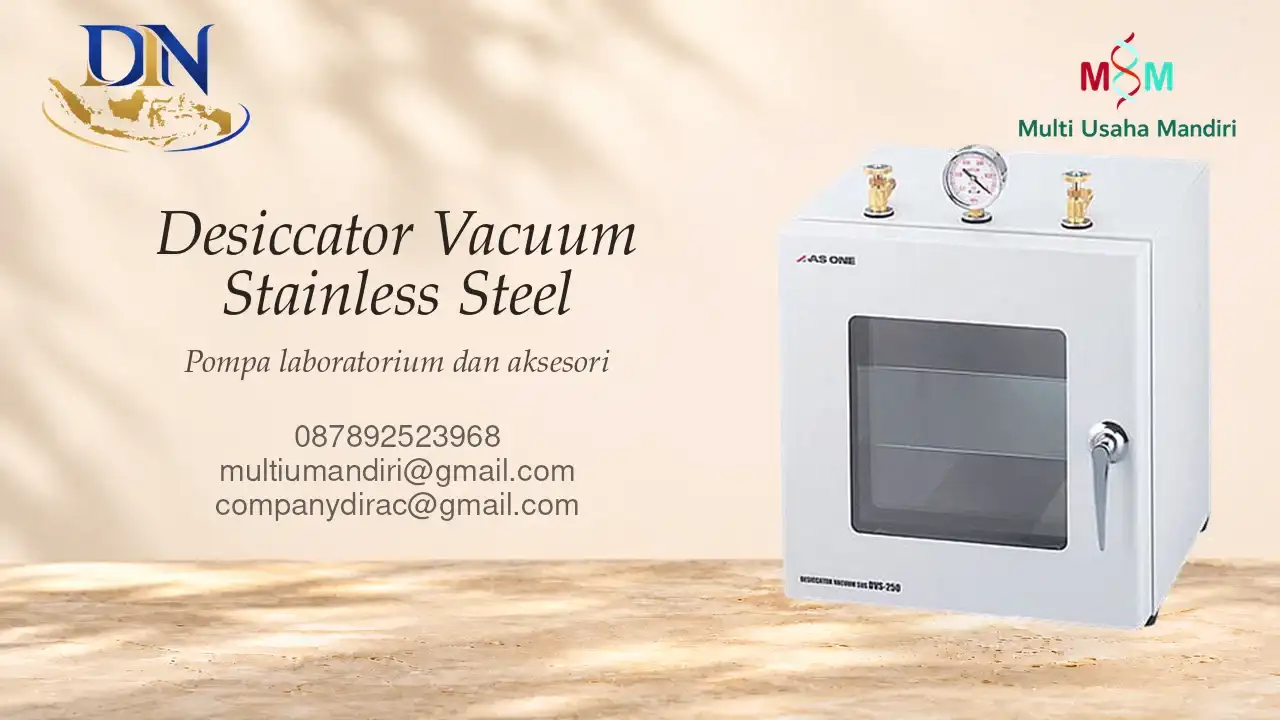 DIN
MSM
Multi Usaha Mandiri
Desiccator Vacuum
Stainless Steel
Pompa laboratorium dan aksesori
087892523968
multiumandiri@gmail.com
companydirac@gmail.com
AS ONE
DESICCATOR VACUUM SUS DVS-250